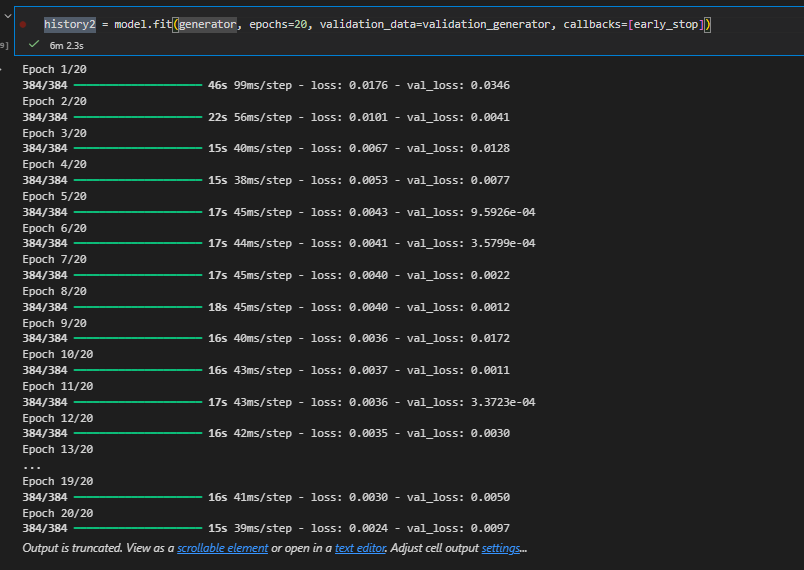 history2 = model.fit(generator, epochs=20, validation_data=validation_generator, callbacks=[early_stop])
9]
6m 2.3s
Epoch 1/20
384/384 46s 99ms/step - loss: 0.0176 - val_loss: 0.0346
Epoch 2/20
384/384 22s 56ms/step - loss: 0.0101 - val_loss: 0.0041
Epoch 3/20
384/384 15s 40ms/step - loss: 0.0067 - val_loss: 0.0128
Epoch 4/20
384/384 15s 38ms/step - loss: 0.0053 - val_loss: 0.0077
Epoch 5/20
384/384 17s 45ms/step - loss: 0.0043 - val_loss: 9.5926e-04
Epoch 6/20
384/384 17s 44ms/step - loss: 0.0041 - val_loss: 3.5799e-04
Epoch 7/20
384/384 17s 45ms/step - loss: 0.0040 - val_loss: 0.0022
Epoch 8/20
384/384 18s 45ms/step - loss: 0.0040 - val_loss: 0.0012
Epoch 9/20
384/384 16s 40ms/step - loss: 0.0036 - val_loss: 0.0172
Epoch 10/20
384/384 16s 43ms/step - loss: 0.0037 - val_loss: 0.0011
Epoch 11/20
384/384 17s 43ms/step - loss: 0.0036 - val_loss: 3.3723e-04
Epoch 12/20
384/384 16s 42ms/step - loss: 0.0035 - val_loss: 0.0030
Epoch 13/20
...
Epoch 19/20
384/384 16s 41ms/step - loss: 0.0030 - val_loss: 0.0050
Epoch 20/20
384/384 15s 39ms/step - loss: 0.0024 - val_loss: 0.0097
Output is truncated. View as a scrollable element or open in a text editor. Adjust cell output settings...